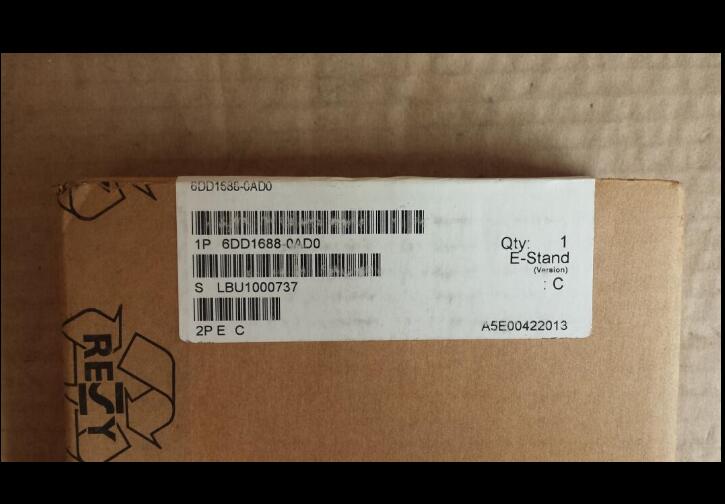 6DD1688-0AD0
1P 6DD1688-0AD0
Qty: 1
E-Stand
(Version)
S LBU1000737
: C
2P E C
A5E00422013
RESY